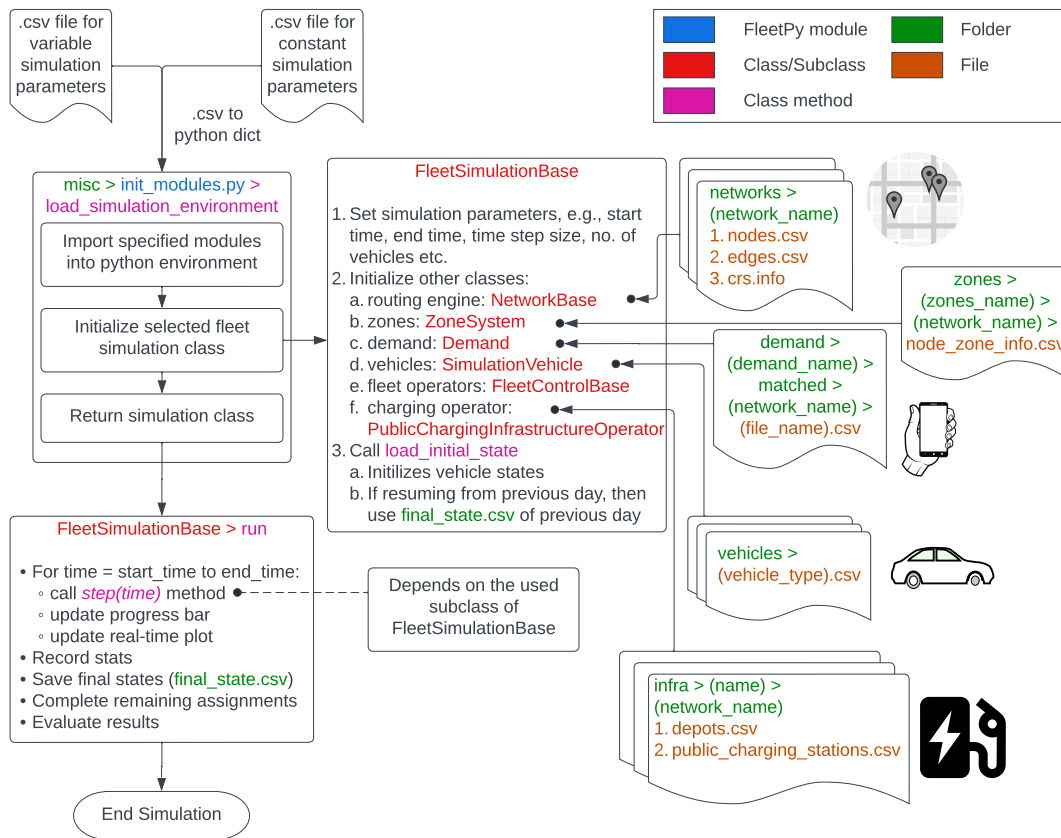 .csv file for
variable
simulation
parameters
.csv file for
constant
simulation
parameters
.csv to
python dict
FleetPy module
Class/Subclass
Class method
Folder
File
misc > init_modules.py >
load_simulation_environment
Import specified modules
into python environment
Initialize selected fleet
simulation class
Return simulation class
FleetSimulationBase
1. Set simulation parameters, e.g., start
time, end time, time step size, no. of
vehicles etc.
2. Initialize other classes:
a. routing engine: NetworkBase
b. zones: ZoneSystem
c. demand: Demand
d. vehicles: SimulationVehicle
e. fleet operators: FleetControlBase
f. charging operator:
PublicChargingInfrastructureOperator
3. Call load_initial_state
a. Initilizes vehicle states
b. If resuming from previous day, then
use final_state.csv of previous day
networks >
(network_name)
1. nodes.csv
2. edges.csv
3. crs.info
zones >
(zones_name) >
(network_name) >
node_zone_info.csv
demand >
(demand_name) >
matched >
(network_name) >
(file_name).csv
vehicles >
(vehicle_type).csv
infra > (name) >
(network_name)
1. depots.csv
2. public_charging_stations.csv
FleetSimulationBase > run
• For time = start_time to end_time:
◦ call step(time) method
◦ update progress bar
◦ update real-time plot
• Record stats
• Save final states (final_state.csv)
• Complete remaining assignments
• Evaluate results
Depends on the used
subclass of
FleetSimulationBase
End Simulation